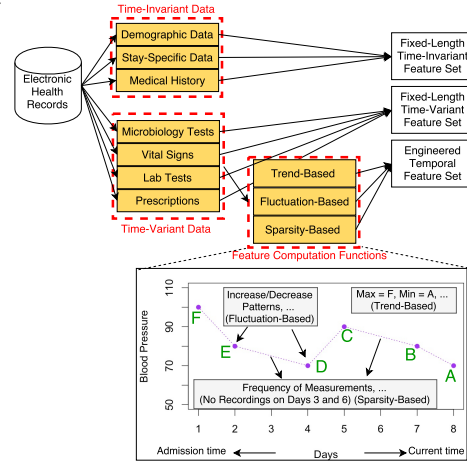 Time-Invariant Data
Demographic Data
Stay-Specific Data
Medical History
Electronic
Health
Records
Fixed-Length
Time-Invariant
Feature Set
Fixed-Length
Time-Variant
Feature Set
Engineered
Temporal
Feature Set
Microbiology Tests
Vital Signs
Lab Tests
Prescriptions
Time-Variant Data
Trend-Based
Fluctuation-Based
Sparsity-Based
Feature Computation Functions
Blood Pressure
110
90
70
50
Increase/Decrease
Patterns, ...
(Fluctuation-Based)
Max = F, Min = A, ...
(Trend-Based)
F
E
D
C
B
A
Frequency of Measurements, ...
(No Recordings on Days 3 and 6) (Sparsity-Based)
1 2 3 4 5 6 7 8
Admission time
Days
Current time